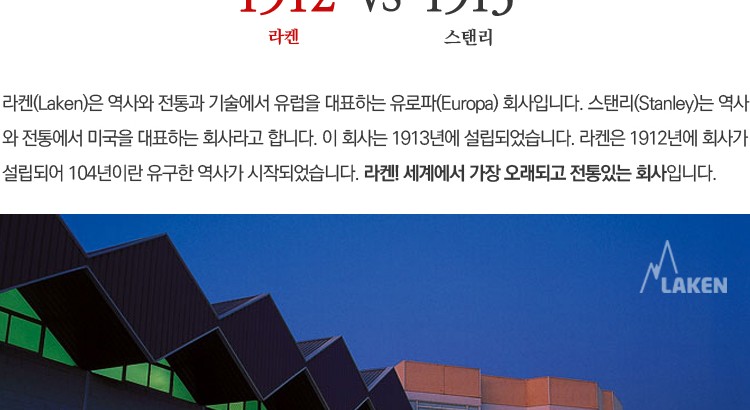 1912 vs 1913
라켄 스탠리
라켄(Laken)은 역사와 전통과 기술에서 유럽을 대표하는 유로파(Europa) 회사입니다. 스탠리(Stanley)는 역사
와 전통에서 미국을 대표하는 회사라고 합니다. 이 회사는 1913년에 설립되었습니다. 라켄은 1912년에 회사가
설립되어 104년이란 유구한 역사가 시작되었습니다. 라켄! 세계에서 가장 오래되고 전통있는 회사입니다.
LAKEN